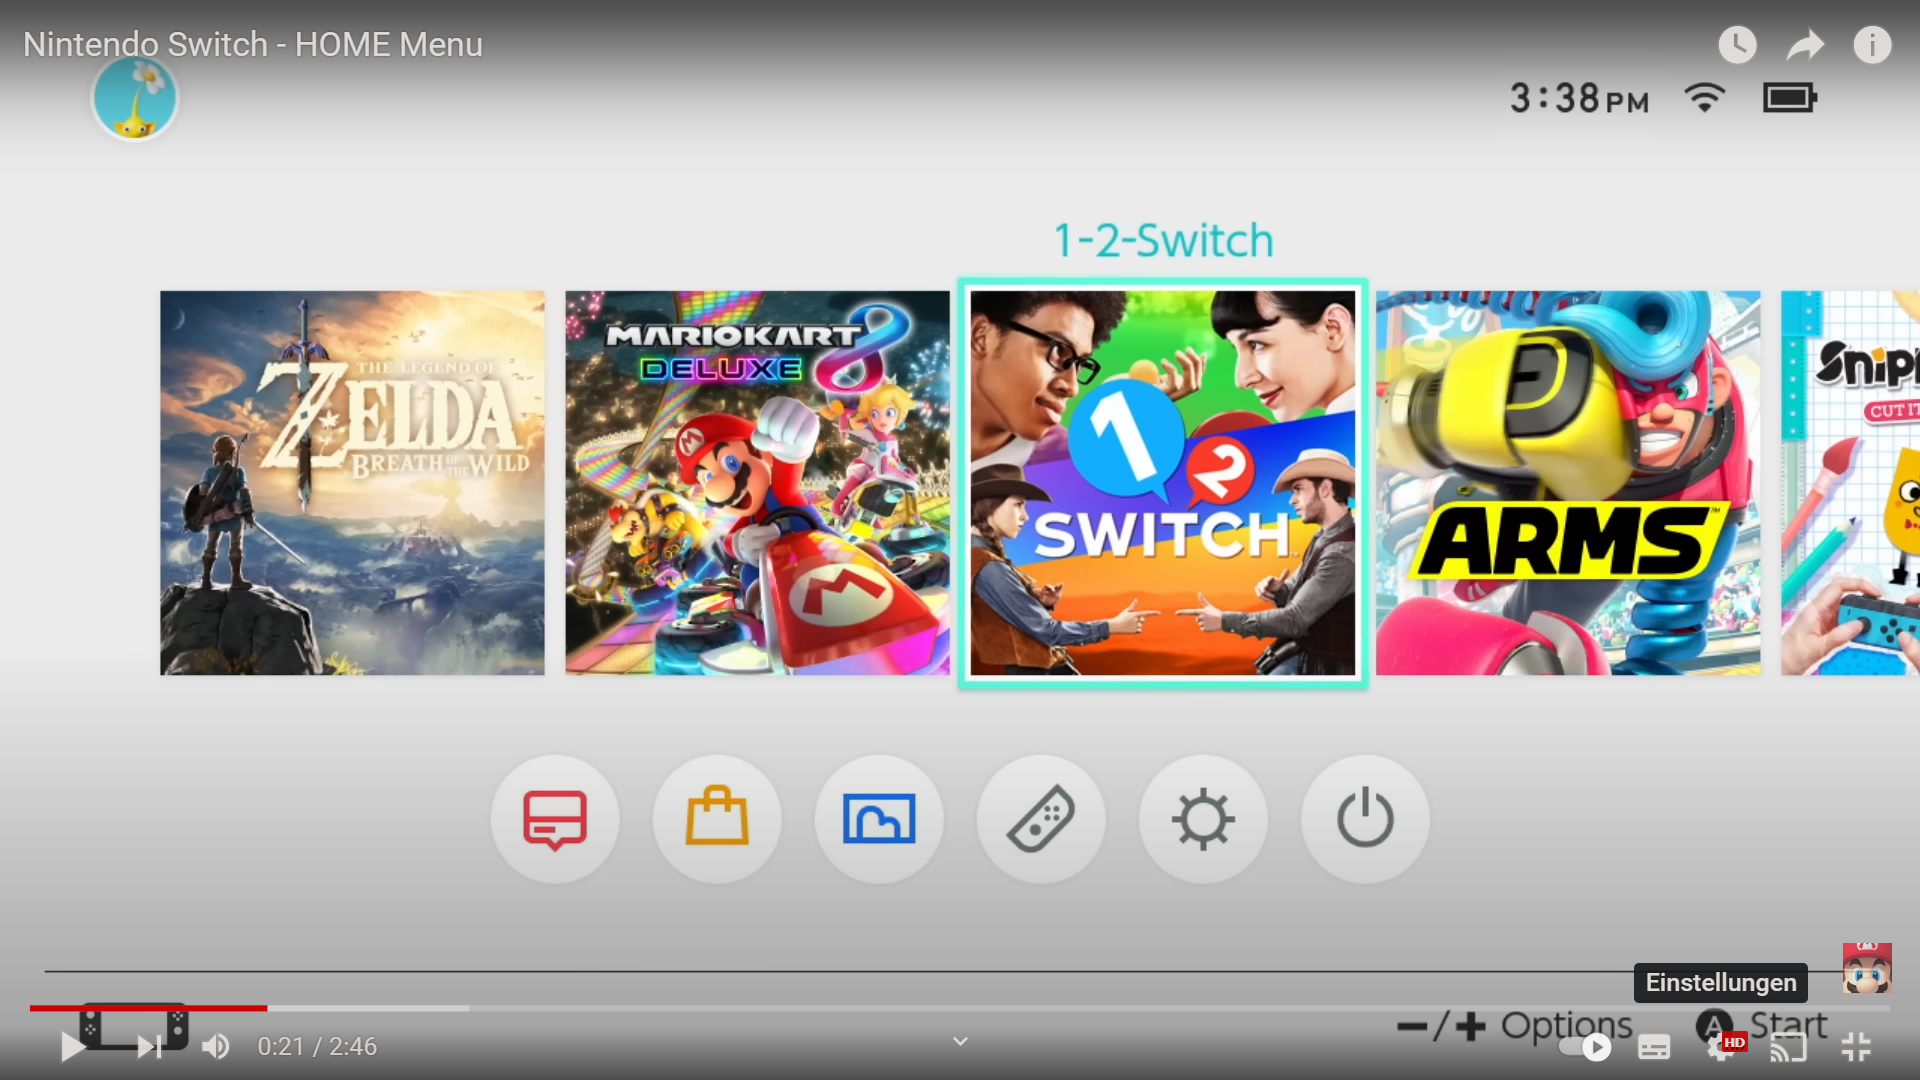 Nintendo Switch - HOME Menu
3:38 PM
1-2-Switch
THE LEGEND OF
ZELDA
BREATH OF THE WILD
MARIOKART 8
DELUXE
1 2
SWITCH
ARMS™
Snip
CUT IT
Einstellungen
−/+ Options
A Start
0:21 / 2:46
HD